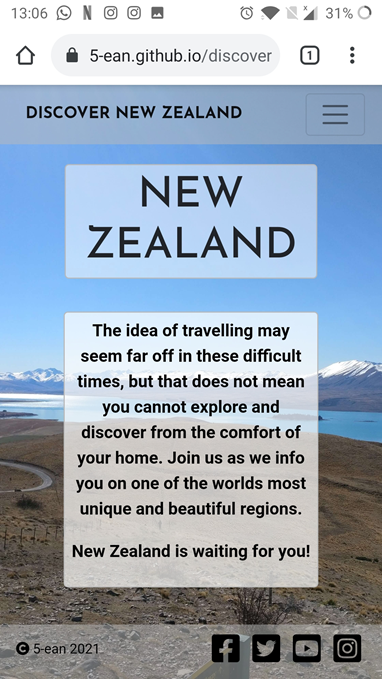 13:06 31%
5-ean.github.io/discover 1
DISCOVER NEW ZEALAND
NEW
ZEALAND
The idea of travelling may
seem far off in these difficult
times, but that does not mean
you cannot explore and
discover from the comfort of
your home. Join us as we info
you on one of the worlds most
unique and beautiful regions.
New Zealand is waiting for you!
5-ean 2021